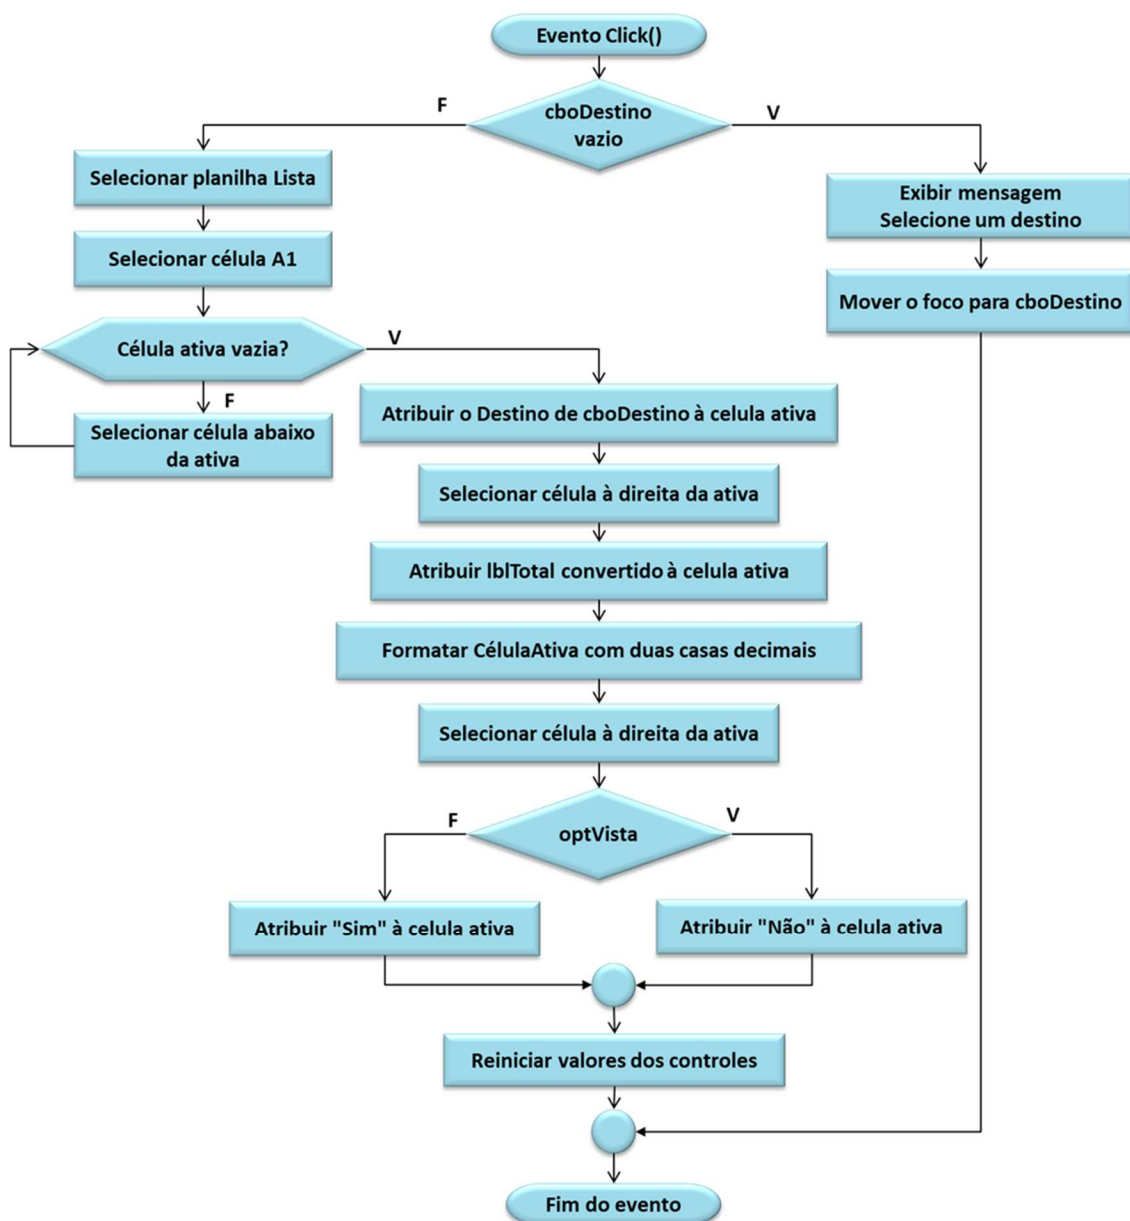 Evento Click()
F
cboDestino
vazio
V
Selecionar planilha Lista
Exibir mensagem
Selecione um destino
Selecionar célula A1
Mover o foco para cboDestino
Célula ativa vazia?
V
F
Selecionar célula abaixo
da ativa
Atribuir o Destino de cboDestino à celula ativa
Selecionar célula à direita da ativa
Atribuir lblTotal convertido à celula ativa
Formatar CélulaAtiva com duas casas decimais
Selecionar célula à direita da ativa
F
optVista
V
Atribuir "Sim" à celula ativa
Atribuir "Não" à celula ativa
Reiniciar valores dos controles
Fim do evento